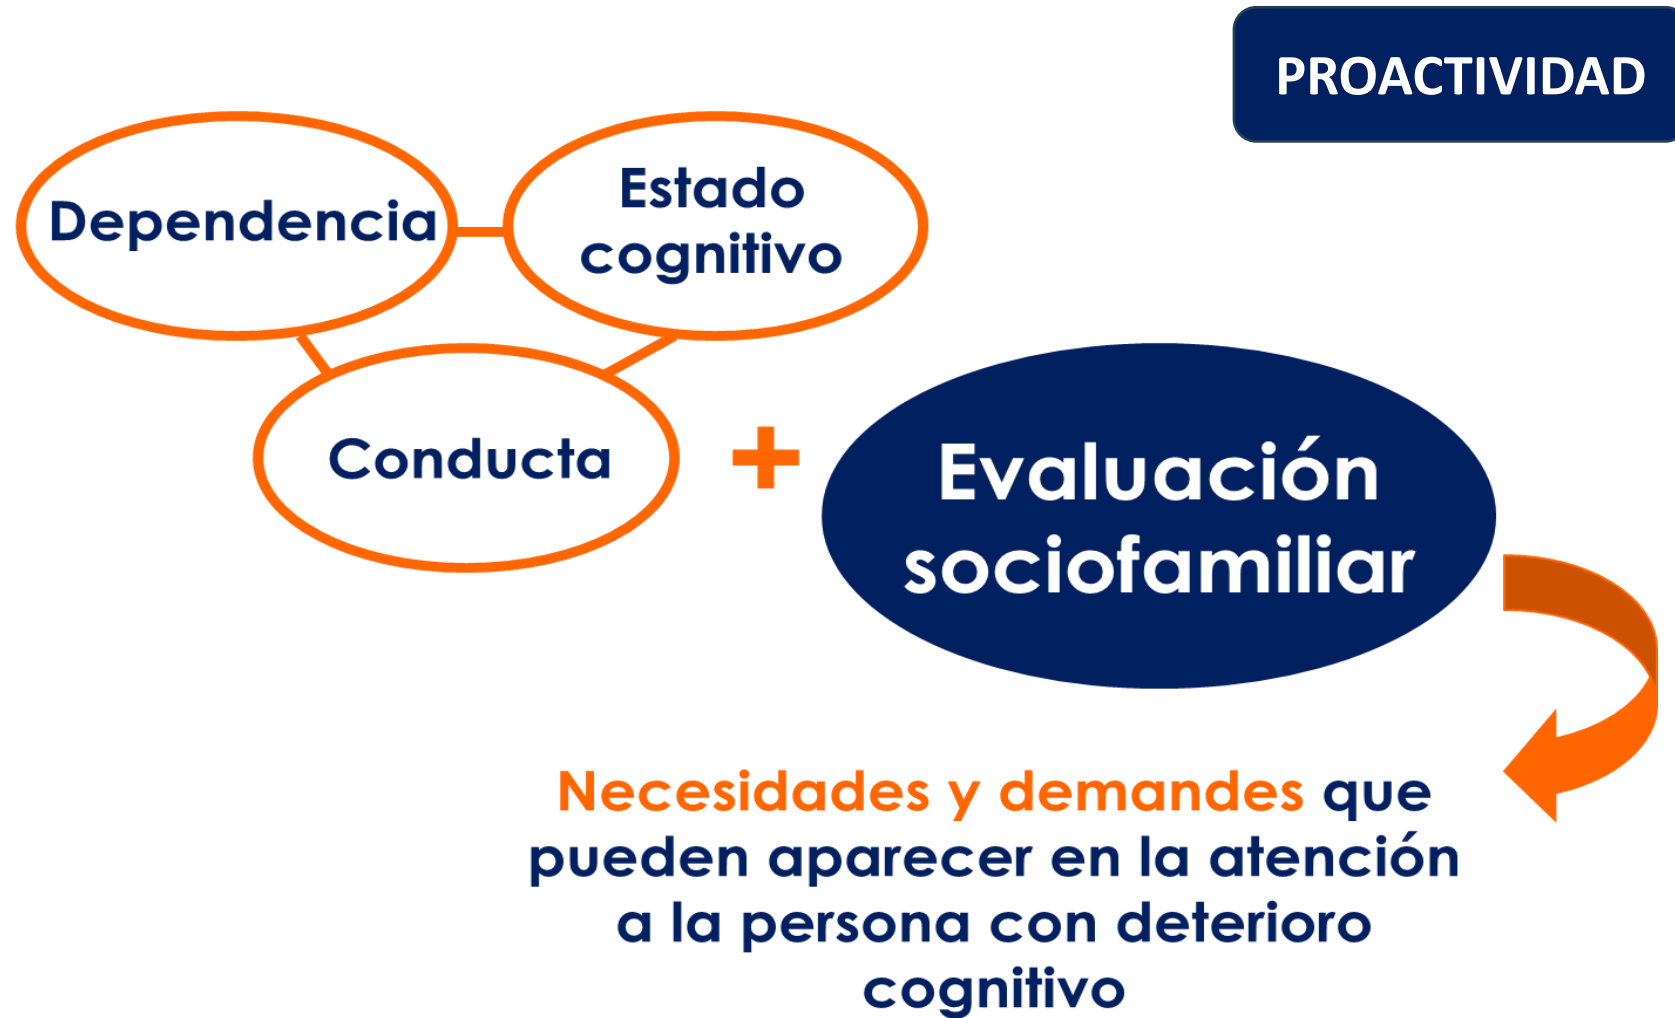 PROACTIVIDAD
Dependencia
Estado
cognitivo
Conducta
+
Evaluación
sociofamiliar
Necesidades y demandes que
pueden aparecer en la atención
a la persona con deterioro
cognitivo